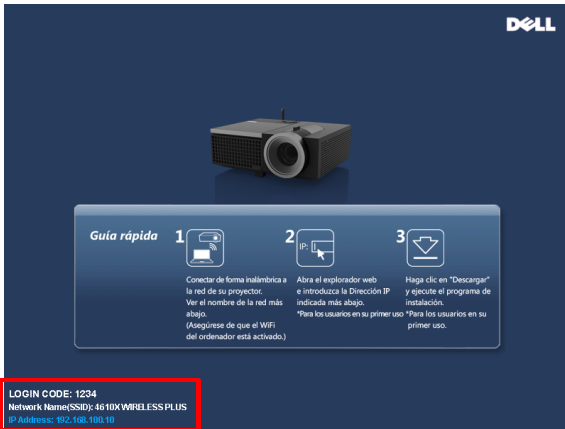 DELL
Guía rápida
1
2
3
IP:
Conectar de forma inalámbrica a
la red de su proyector.
Ver el nombre de la red más
abajo.
(Asegúrese de que el WiFi
del ordenador está activado.)
Abra el explorador web
e introduzca la Dirección IP
indicada más abajo.
*Para los usuarios en su primer uso
Haga clic en "Descargar"
y ejecute el programa de
instalación.
*Para los usuarios en su
primer uso.
LOGIN CODE: 1234
Network Name(SSID): 4610X WIRELESS PLUS
IP Address: 192.168.100.10